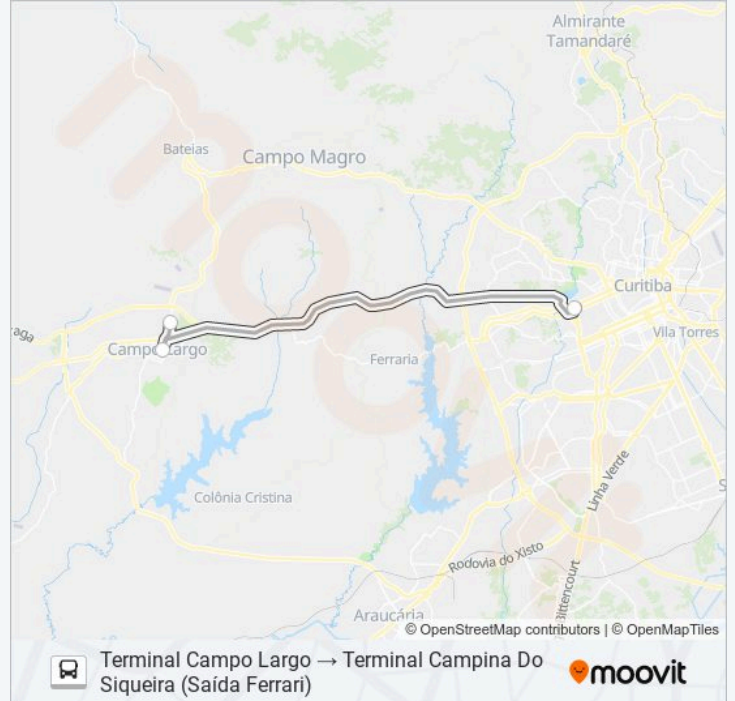 Almirante
Tamandaré
Bateias
Campo Magro
Curitiba
Vila Torres
raga
Campo Largo
Ferraria
Colônia Cristina
Linha Verde
S
Rodovia do Xisto
Bittencourt
Araucária
© OpenStreetMap contributors | © OpenMapTiles
Terminal Campo Largo → Terminal Campina Do
Siqueira (Saída Ferrari)
moovit